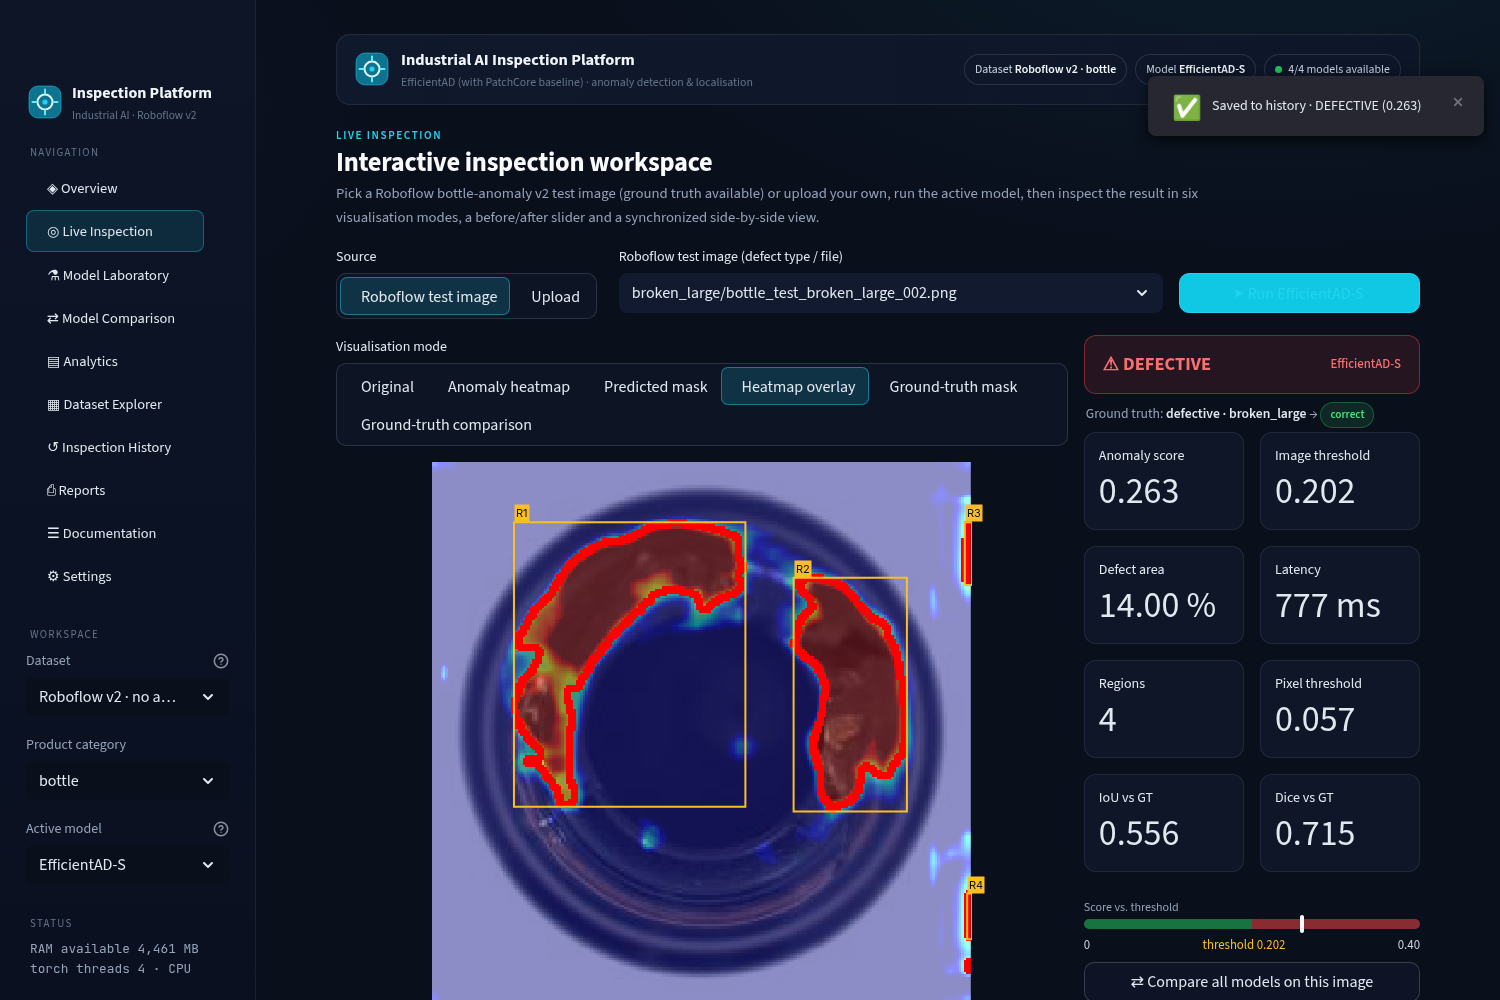 Inspection Platform
Industrial AI · Roboflow v2
NAVIGATION
◈ Overview
◎ Live Inspection
⚗ Model Laboratory
⇄ Model Comparison
▤ Analytics
▦ Dataset Explorer
↺ Inspection History
⎙ Reports
☰ Documentation
⚙ Settings
WORKSPACE
Dataset
Roboflow v2 · no a…
Product category
bottle
Active model
EfficientAD-S
STATUS
RAM available 4,461 MB
torch threads 4 · CPU
Industrial AI Inspection Platform
EfficientAD (with PatchCore baseline) · anomaly detection & localisation
Dataset Roboflow v2 · bottle
Model EfficientAD-S
4/4 models available
✅ Saved to history · DEFECTIVE (0.263) ×
LIVE INSPECTION
Interactive inspection workspace
Pick a Roboflow bottle-anomaly v2 test image (ground truth available) or upload your own, run the active model, then inspect the result in six
visualisation modes, a before/after slider and a synchronized side-by-side view.
Source
Roboflow test image
Upload
Roboflow test image (defect type / file)
broken_large/bottle_test_broken_large_002.png
➤ Run EfficientAD-S
Visualisation mode
Original
Anomaly heatmap
Predicted mask
Heatmap overlay
Ground-truth mask
Ground-truth comparison
R1
R2
R3
R4
⚠ DEFECTIVE
EfficientAD-S
Ground truth: defective · broken_large → correct
Anomaly score
0.263
Image threshold
0.202
Defect area
14.00 %
Latency
777 ms
Regions
4
Pixel threshold
0.057
IoU vs GT
0.556
Dice vs GT
0.715
Score vs. threshold
0
threshold 0.202
0.40
⇄ Compare all models on this image